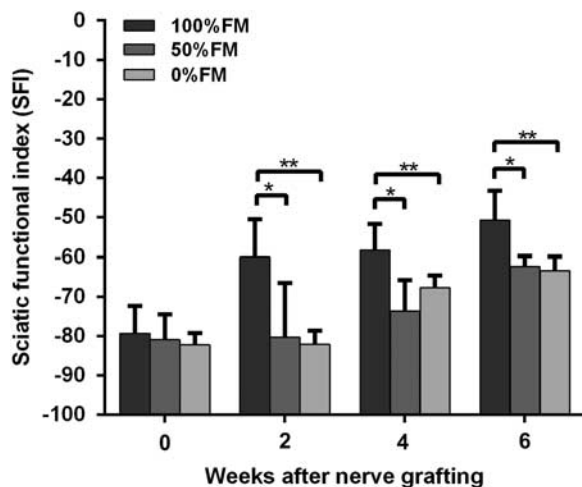 Sciatic functional index (SFI)
0
-10
-20
-30
-40
-50
-60
-70
-80
-90
-100
100%FM
50%FM
0%FM
**
*
**
*
**
*
0 2 4 6
Weeks after nerve grafting